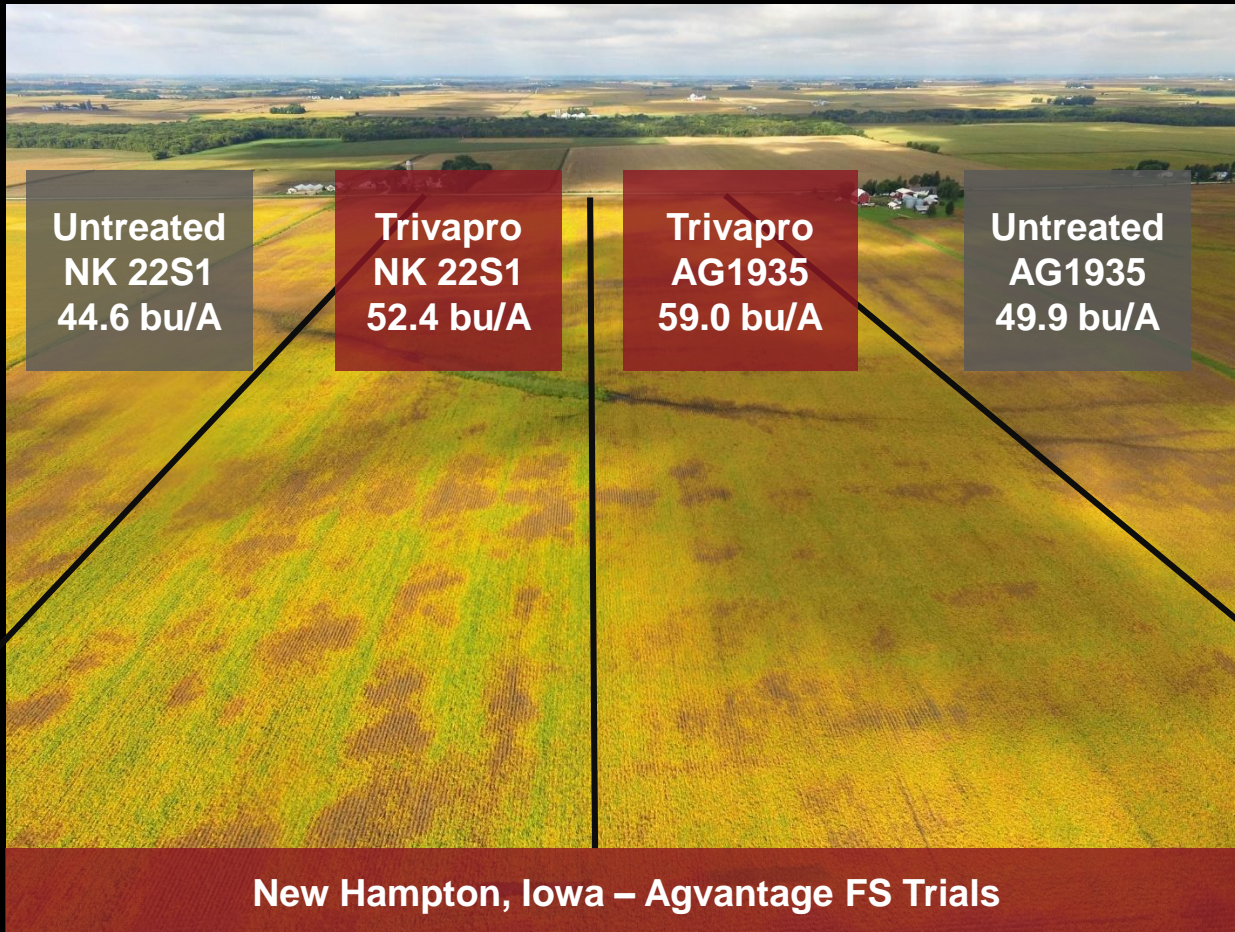 Untreated
NK 22S1
44.6 bu/A
Trivapro
NK 22S1
52.4 bu/A
Trivapro
AG1935
59.0 bu/A
Untreated
AG1935
49.9 bu/A
New Hampton, Iowa – Agvantage FS Trials